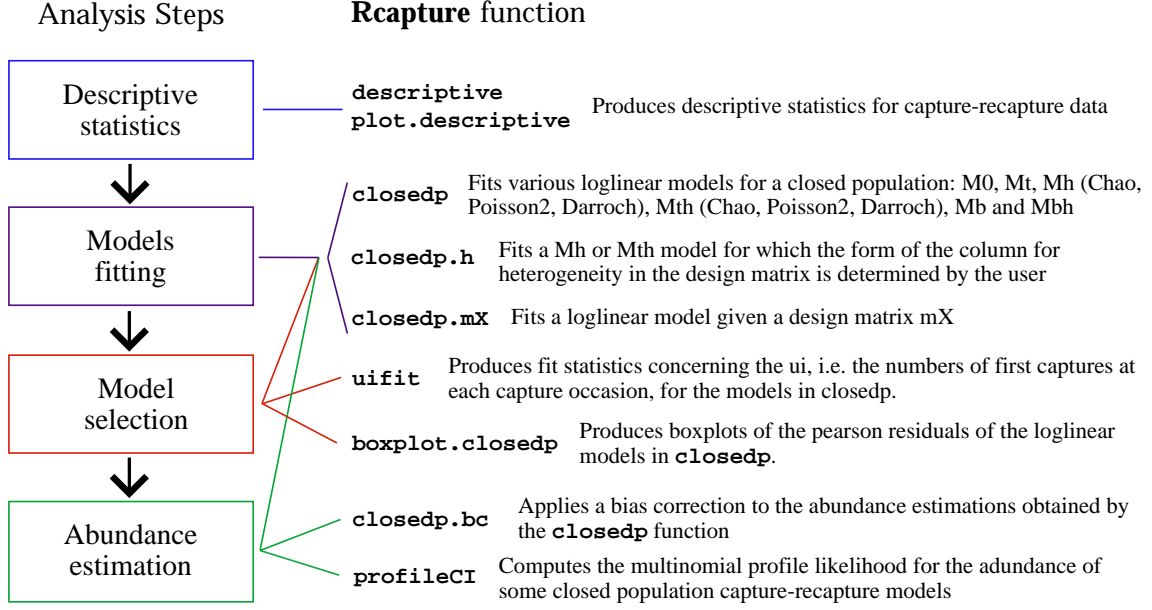 Analysis Steps
Rcapture function
Descriptive
statistics
descriptive
plot.descriptive
Produces descriptive statistics for capture-recapture data
Models
fitting
closedp
Fits various loglinear models for a closed population: M0, Mt, Mh (Chao,
Poisson2, Darroch), Mth (Chao, Poisson2, Darroch), Mb and Mbh
closedp.h
Fits a Mh or Mth model for which the form of the column for
heterogeneity in the design matrix is determined by the user
closedp.mX
Fits a loglinear model given a design matrix mX
Model
selection
uifit
Produces fit statistics concerning the ui, i.e. the numbers of first captures at
each capture occasion, for the models in closedp.
boxplot.closedp
Produces boxplots of the pearson residuals of the loglinear
models in closedp.
Abundance
estimation
closedp.bc
Applies a bias correction to the abundance estimations obtained by
the closedp function
profileCI
Computes the multinomial profile likelihood for the adundance of
some closed population capture-recapture models